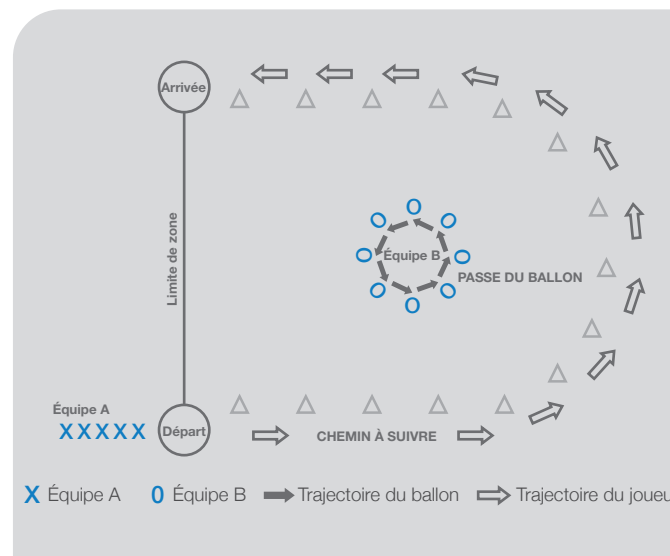 Arrivée
Limite de zone
Équipe B
PASSE DU BALLON
Équipe A
XXXXX
Départ
CHEMIN À SUIVRE
X Équipe A O Équipe B Trajectoire du ballon Trajectoire du joueu